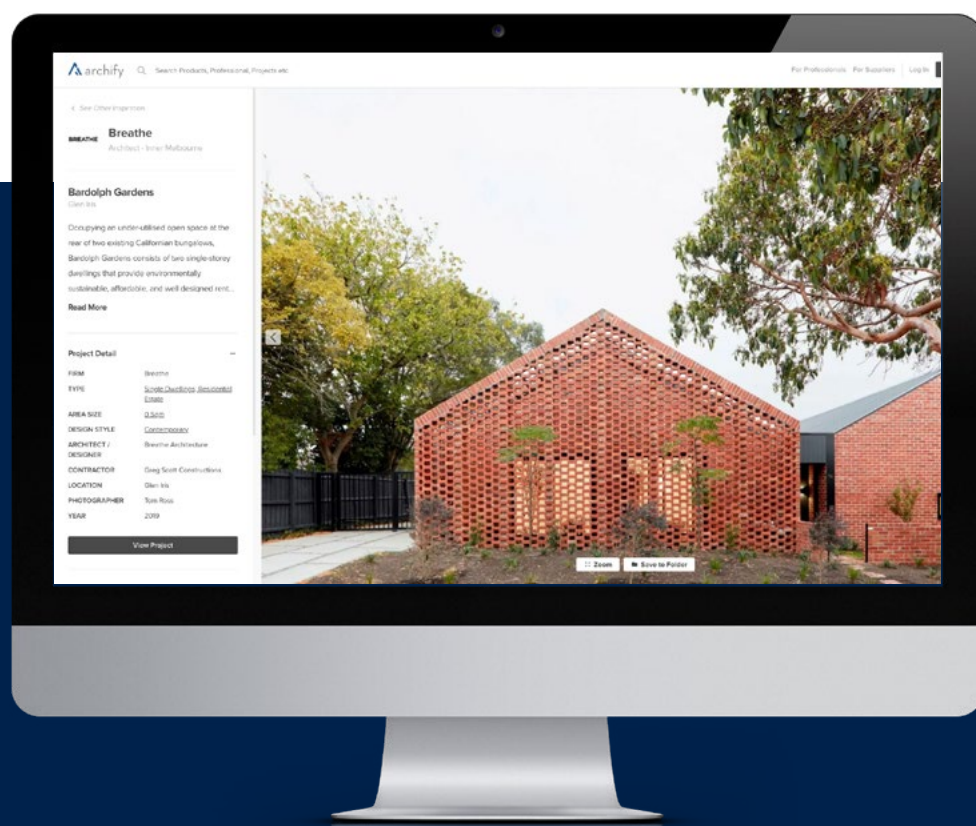 archify
Search Products, Professional, Projects etc
For Professionals For Suppliers Log In
See Other Inspiration
BREATHE
Breathe
Architect - Inner Melbourne
Bardolph Gardens
Glen Iris
Occupying an under-utilised open space at the
rear of two existing Californian bungalows,
Bardolph Gardens consists of two single-storey
dwellings that provide environmentally
sustainable, affordable, and well designed rent...
Read More
Project Detail
FIRM Breathe
TYPE Single Dwellings, Residential
Estate
AREA SIZE 0 Sqm
DESIGN STYLE Contemporary
ARCHITECT / Breathe Architecture
DESIGNER
CONTRACTOR Greg Scott Constructions
LOCATION Glen Iris
PHOTOGRAPHER Tom Ross
YEAR 2019
View Project
Zoom
Save to Folder